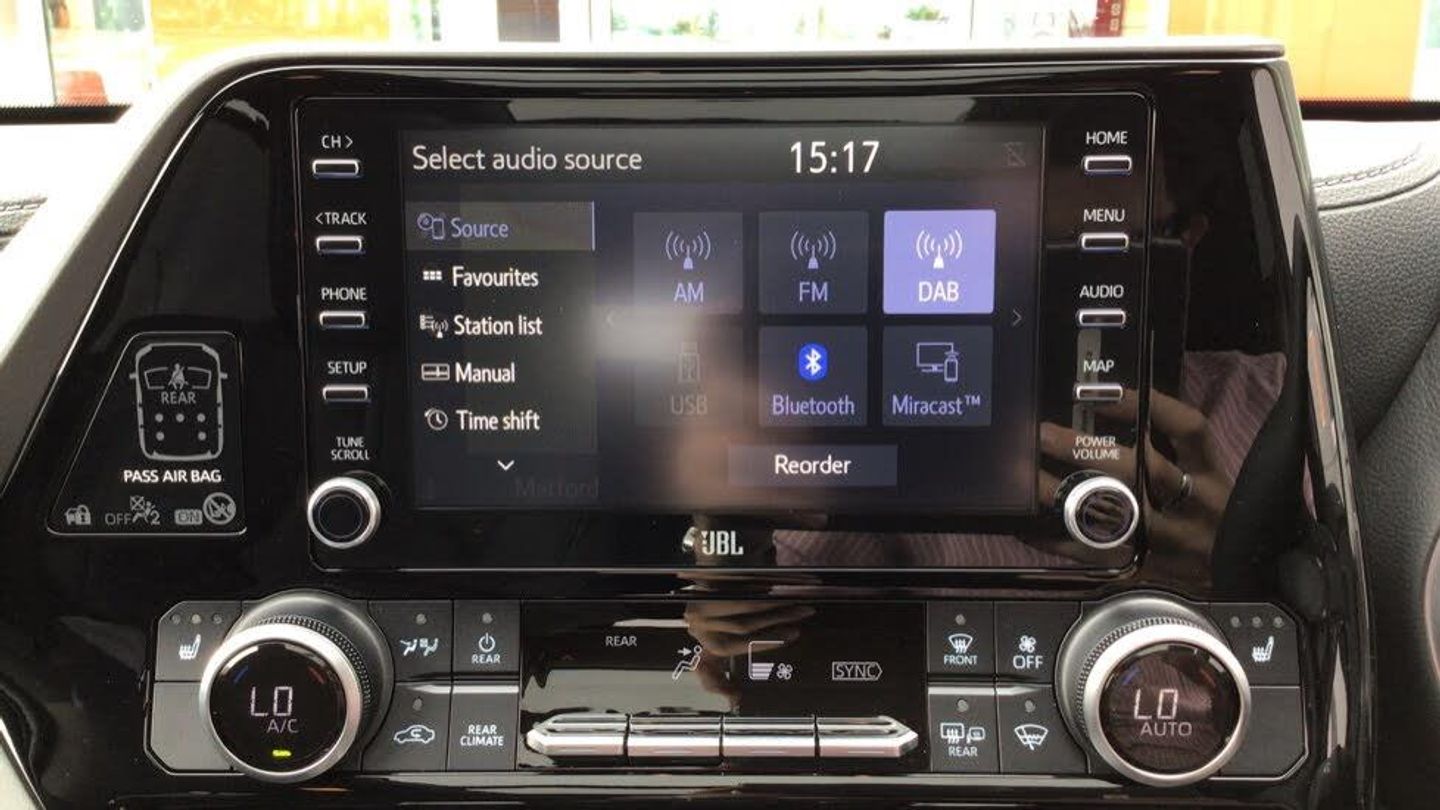 CH >
< TRACK
PHONE
SETUP
TUNE
SCROLL
Select audio source
15:17
Source
Favourites
Station list
Manual
Time shift
AM
FM
DAB
USB
Bluetooth
Miracast™
Reorder
HOME
MENU
AUDIO
MAP
POWER
VOLUME
JBL
REAR
PASS AIR BAG
OFF
2
ON
LO
A/C
REAR
REAR
CLIMATE
REAR
SYNC
FRONT
OFF
REAR
LO
AUTO